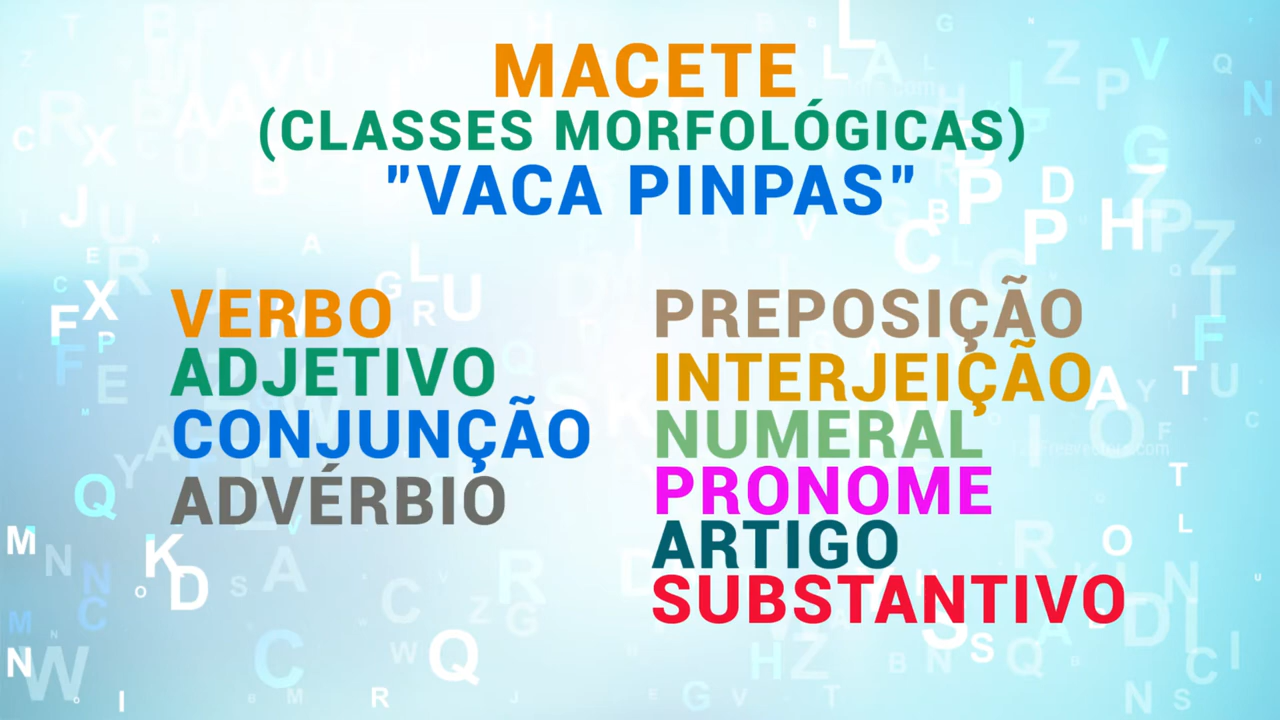 MACETE
(CLASSES MORFOLÓGICAS)
"VACA PINPAS"
VERBO
ADJETIVO
CONJUNÇÃO
ADVÉRBIO
PREPOSIÇÃO
INTERJEIÇÃO
NUMERAL
PRONOME
ARTIGO
SUBSTANTIVO